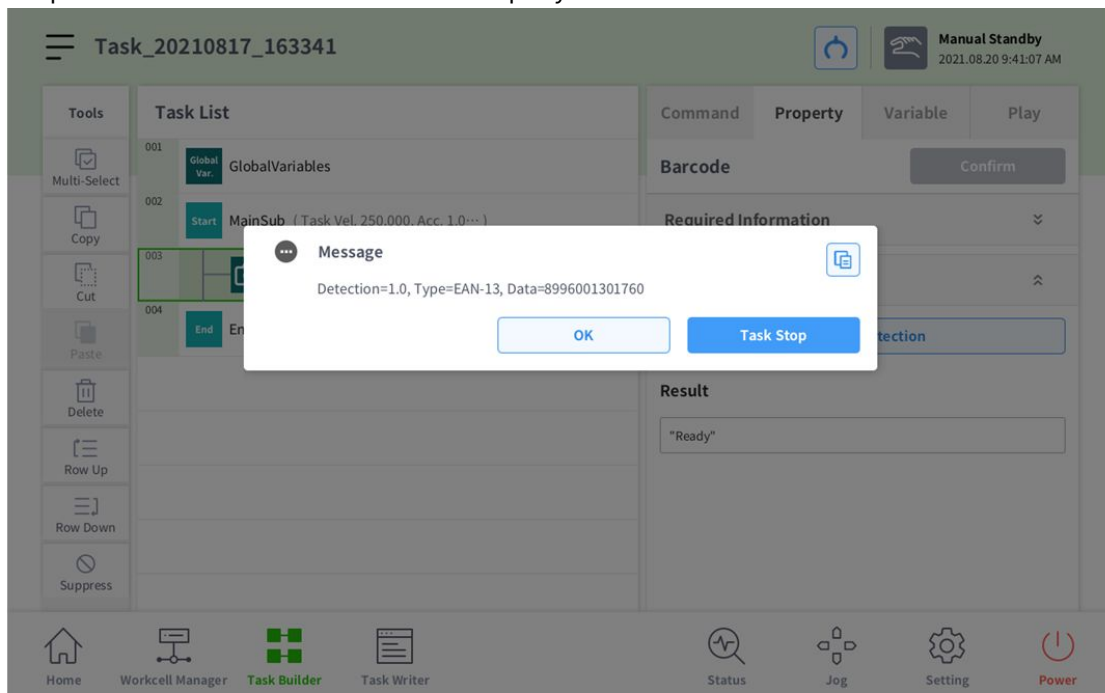 Task_20210817_163341
Manual Standby
2021.08.20 9:41:07 AM
Tools
Task List
Command
Property
Variable
Play
Multi-Select
Copy
Cut
Paste
Delete
Row Up
Row Down
Suppress
001
Global Var.
GlobalVariables
002
Start
MainSub ( Task Vel. 250.000, Acc. 1.0··· )
003
004
End
En
Barcode
Confirm
Required Information
tection
Result
"Ready"
Message
Detection=1.0, Type=EAN-13, Data=8996001301760
OK
Task Stop
Home
Workcell Manager
Task Builder
Task Writer
Status
Jog
Setting
Power